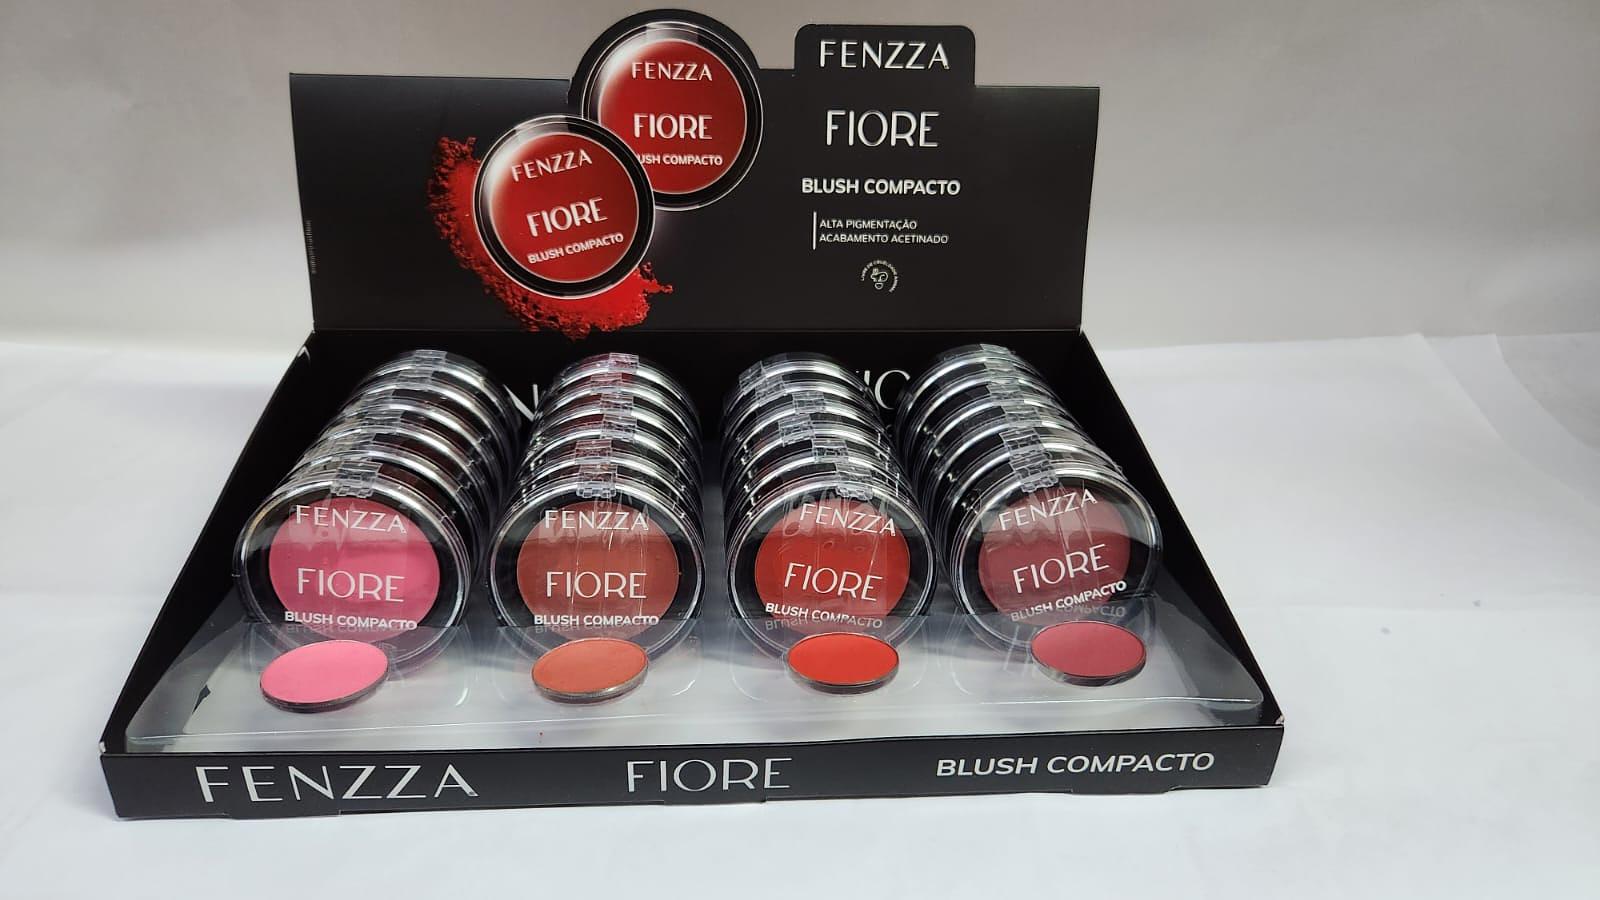 FENZZA
FIORE
BLUSH COMPACTO
FENZZA
FIORE
BLUSH COMPACTO
FENZZA
FIORE
BLUSH COMPACTO
ALTA PIGMENTAÇÃO
ACABAMENTO ACETINADO
FENZZA
FIORE
BLUSH COMPACTO
FENZZA
FIORE
BLUSH COMPACTO
FENZZA
FIORE
BLUSH COMPACTO
FENZZA
FIORE
BLUSH COMPACTO
FENZZA FIORE BLUSH COMPACTO